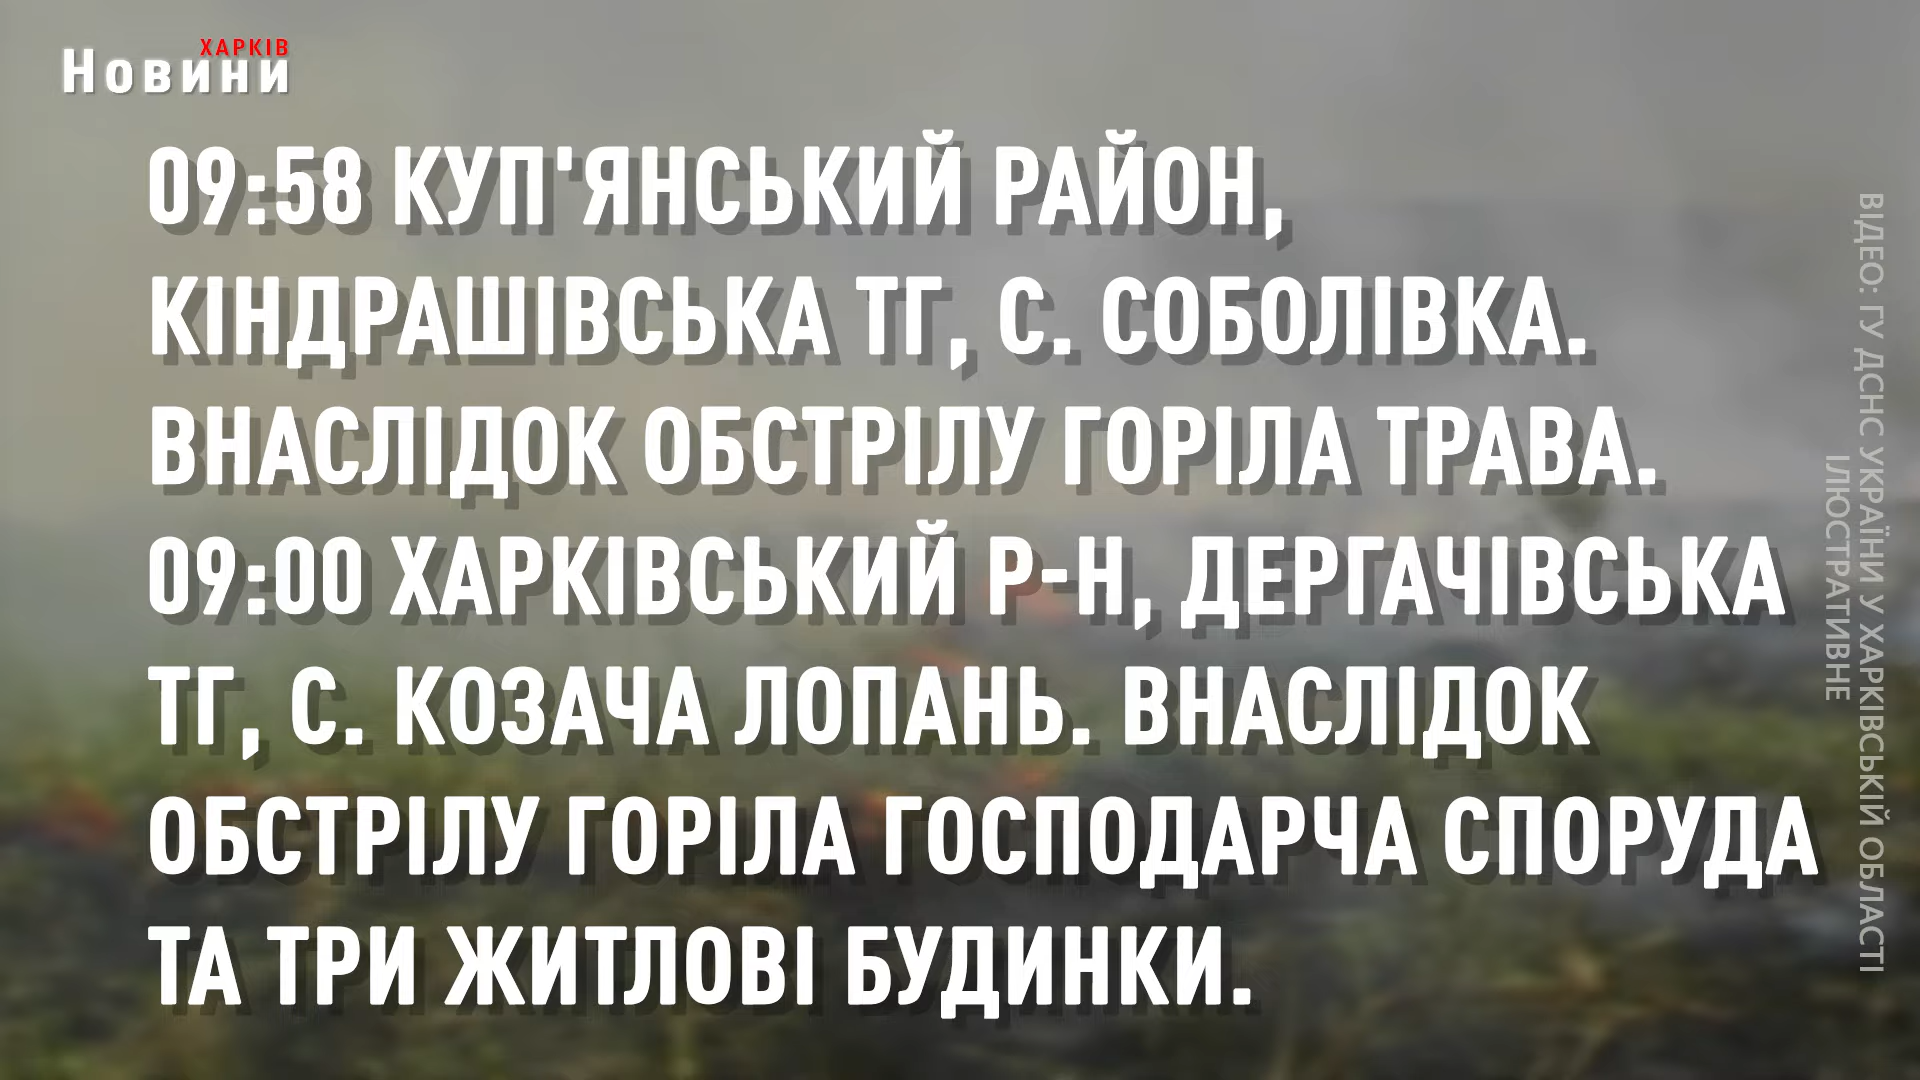 ХАРКІВ
Новини
09:58 КУП'ЯНСЬКИЙ РАЙОН,
КІНДРАШІВСЬКА ТГ, С. СОБОЛІВКА.
ВНАСЛІДОК ОБСТРІЛУ ГОРІЛА ТРАВА.
09:00 ХАРКІВСЬКИЙ Р-Н, ДЕРГАЧІВСЬКА
ТГ, С. КОЗАЧА ЛОПАНЬ. ВНАСЛІДОК
ОБСТРІЛУ ГОРІЛА ГОСПОДАРЧА СПОРУДА
ТА ТРИ ЖИТЛОВІ БУДИНКИ.
ВІДЕО: ГУ ДСНС УКРАЇНИ У ХАРКІВСЬКІЙ ОБЛАСТІ
ІЛЮСТРАТИВНЕ